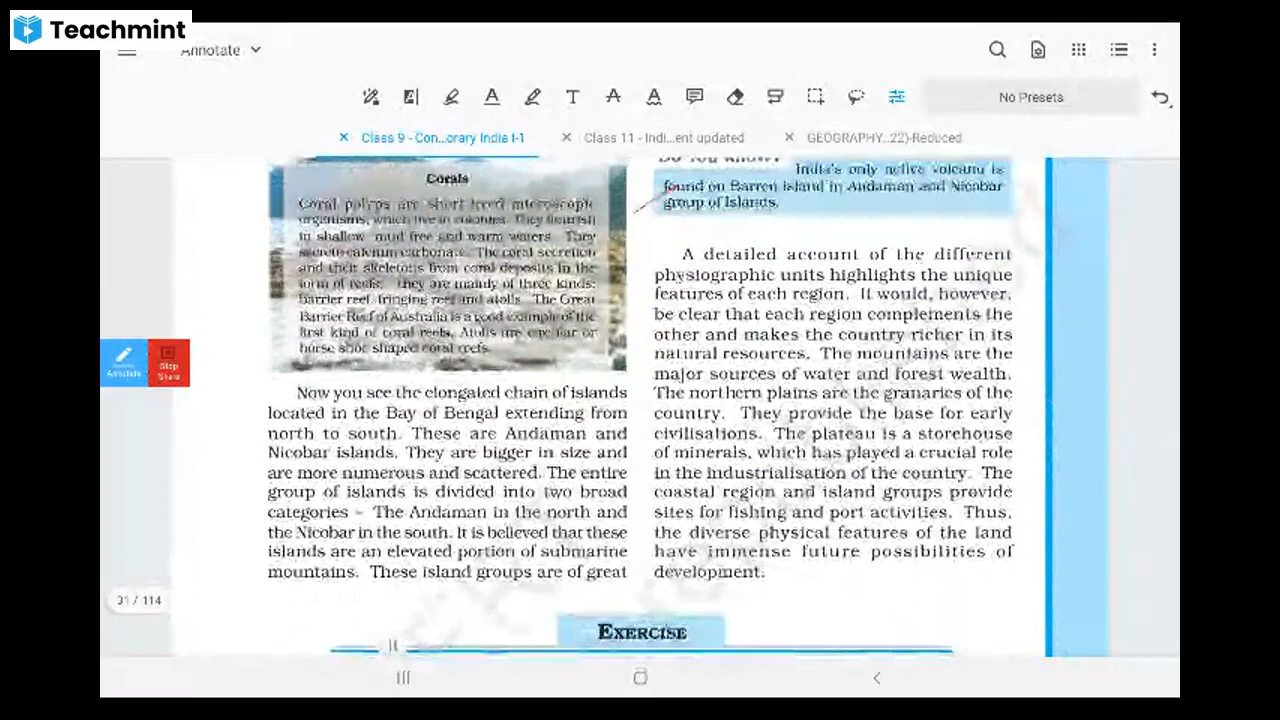 Teachmint
Annotate
No Presets
Class 9 - Con...orary India I-1
Class 11 - Indi...ent updated
GEOGRAPHY...22)-Reduced
Corals
Coral polyps are short-lived microscopic
organisms, which live in colonies. They flourish
in shallow, mud free and warm waters. They
secrete calcium carbonate. The coral secretion
and their skeletons from coral deposits in the
form of reefs; they are mainly of three kinds:
barrier reef, fringing reef and atolls. The Great
Barrier Reef of Australia is a good example of the
first kind of coral reefs. Atolls are circular or
horse shoe shaped coral reefs.
Now you see the elongated chain of islands
located in the Bay of Bengal extending from
north to south. These are Andaman and
Nicobar islands. They are bigger in size and
are more numerous and scattered. The entire
group of islands is divided into two broad
categories – The Andaman in the north and
the Nicobar in the south. It is believed that these
islands are an elevated portion of submarine
mountains. These island groups are of great
Do You Know?
India's only active volcano is
found on Barren island in Andaman and Nicobar
group of Islands.
A detailed account of the different
physiographic units highlights the unique
features of each region. It would, however,
be clear that each region complements the
other and makes the country richer in its
natural resources. The mountains are the
major sources of water and forest wealth.
The northern plains are the granaries of the
country. They provide the base for early
civilisations. The plateau is a storehouse
of minerals, which has played a crucial role
in the industrialisation of the country. The
coastal region and island groups provide
sites for fishing and port activities. Thus,
the diverse physical features of the land
have immense future possibilities of
development.
Annotate
Stop
Share
31 / 114
EXERCISE